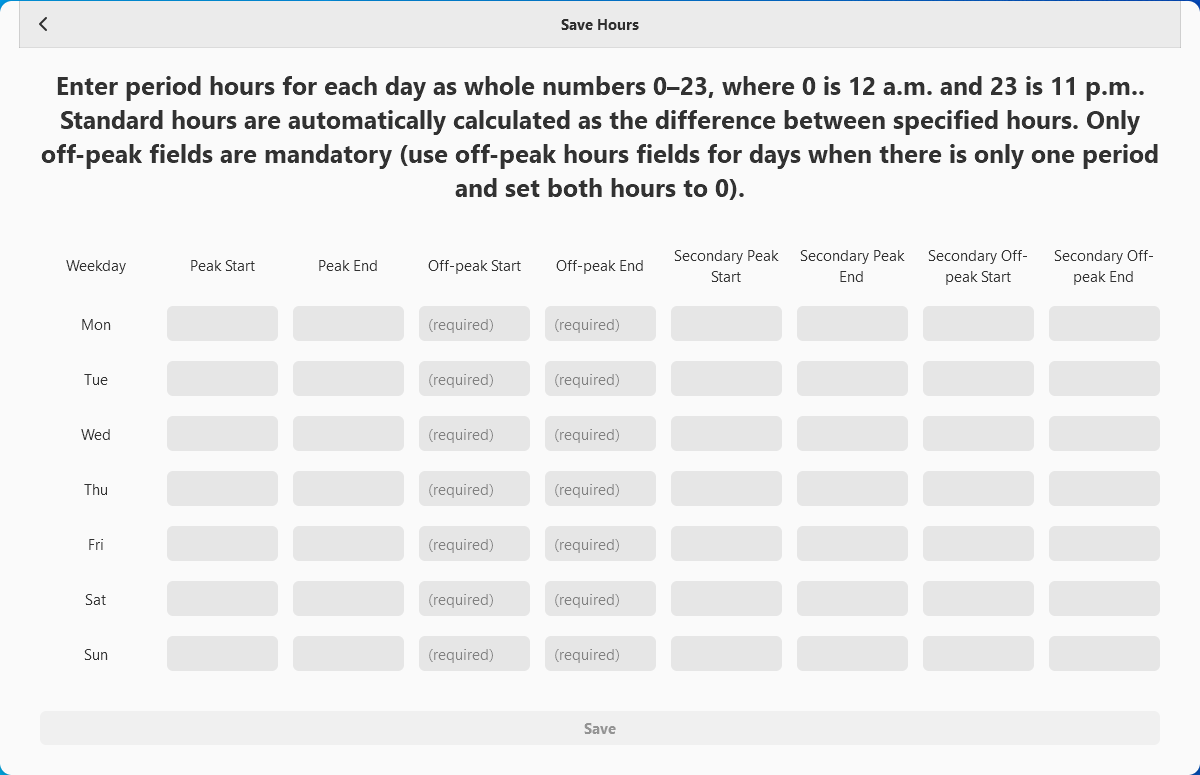 Save Hours
Enter period hours for each day as whole numbers 0–23, where 0 is 12 a.m. and 23 is 11 p.m..
Standard hours are automatically calculated as the difference between specified hours. Only
off-peak fields are mandatory (use off-peak hours fields for days when there is only one period
and set both hours to 0).
Weekday Peak Start Peak End Off-peak Start Off-peak End Secondary Peak Start Secondary Peak End Secondary Off-peak Start Secondary Off-peak End
Mon (required) (required)
Tue (required) (required)
Wed (required) (required)
Thu (required) (required)
Fri (required) (required)
Sat (required) (required)
Sun (required) (required)
Save